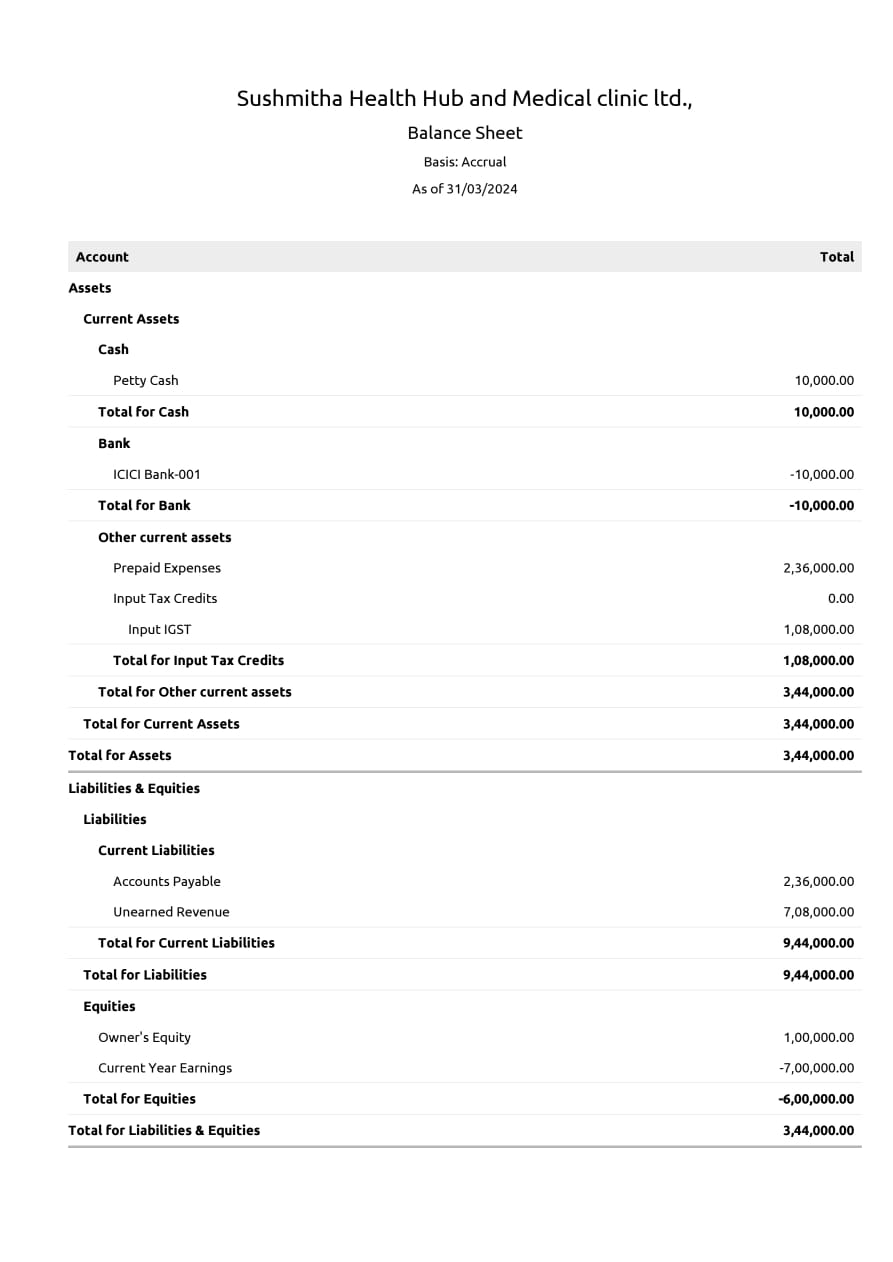 Sushmitha Health Hub and Medical clinic ltd.,
Balance Sheet
Basis: Accrual
As of 31/03/2024
Account Total
Assets
Current Assets
Cash
Petty Cash 10,000.00
Total for Cash 10,000.00
Bank
ICICI Bank-001 -10,000.00
Total for Bank -10,000.00
Other current assets
Prepaid Expenses 2,36,000.00
Input Tax Credits 0.00
Input IGST 1,08,000.00
Total for Input Tax Credits 1,08,000.00
Total for Other current assets 3,44,000.00
Total for Current Assets 3,44,000.00
Total for Assets 3,44,000.00
Liabilities & Equities
Liabilities
Current Liabilities
Accounts Payable 2,36,000.00
Unearned Revenue 7,08,000.00
Total for Current Liabilities 9,44,000.00
Total for Liabilities 9,44,000.00
Equities
Owner's Equity 1,00,000.00
Current Year Earnings -7,00,000.00
Total for Equities -6,00,000.00
Total for Liabilities & Equities 3,44,000.00